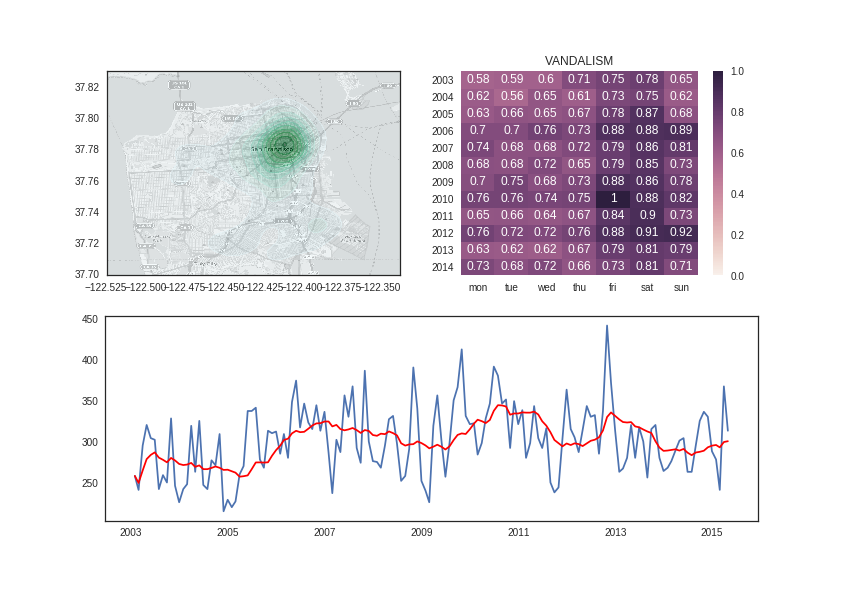 VANDALISM
37.82
37.80
37.78
37.76
37.74
37.72
37.70
San Francisco
−122.525−122.500−122.475−122.450−122.425−122.400−122.375−122.350
2003 0.58 0.59 0.6 0.71 0.75 0.78 0.65
2004 0.62 0.56 0.65 0.61 0.73 0.75 0.62
2005 0.63 0.66 0.65 0.67 0.78 0.87 0.68
2006 0.7 0.7 0.76 0.73 0.88 0.88 0.89
2007 0.74 0.68 0.68 0.72 0.79 0.86 0.81
2008 0.68 0.68 0.72 0.65 0.79 0.85 0.73
2009 0.7 0.75 0.68 0.73 0.88 0.86 0.78
2010 0.76 0.76 0.74 0.75 1 0.88 0.82
2011 0.65 0.66 0.64 0.67 0.84 0.9 0.73
2012 0.76 0.72 0.72 0.76 0.88 0.91 0.92
2013 0.63 0.62 0.62 0.67 0.79 0.81 0.79
2014 0.73 0.68 0.72 0.66 0.73 0.81 0.71
mon tue wed thu fri sat sun
1.0
0.8
0.6
0.4
0.2
0.0
450
400
350
300
250
2003 2005 2007 2009 2011 2013 2015